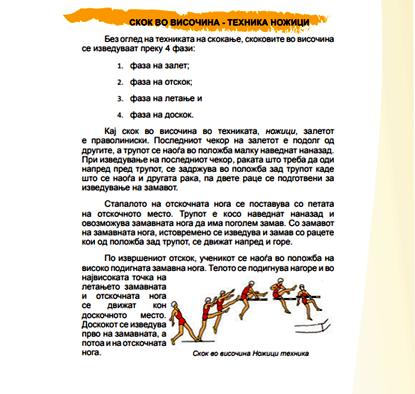 СКОК ВО ВИСОЧИНА - ТЕХНИКА НОЖИЦИ
Без оглед на техниката на скокање, скоковите во височина
се изведуваат преку 4 фази:
1. фаза на залет;
2. фаза на отскок;
3. фаза на летање и
4. фаза на доскок.
Кај скок во височина во техниката, ножици, залетот
е праволиниски. Последниот чекор на залетот е подолг од
другите, а трупот се наоѓа во положба малку наведнат наназад.
При изведување на последниот чекор, раката што треба да оди
напред пред трупот, се задржува во положба зад трупот каде
што се наоѓа и другата рака, па двете раце се подготвени за
изведување на замавот.
Стапалото на отскочната нога се поставува со петата
на отскочното место. Трупот е косо наведнат наназад и
овозможува замавната нога да има поголем замав. Со замавот
на замавната нога, истовремено се изведува и замав со рацете
кои од положба зад трупот, се движат напред и горе.
По извршениот отскок, ученикот се наоѓа во положба на
високо подигната замавна нога. Телото се подигнува нагоре и во
највисоката точка на
летањето замавната
и отскочната нога
се движат кон
доскочното место.
Доскокот се изведува
прво на замавната, а
потоа и на отскочната
нога.
Скок во височина Ножици техника